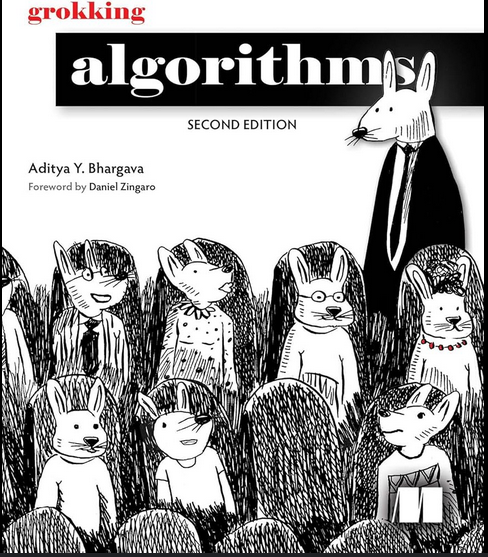 grokking
algorithms
SECOND EDITION
Aditya Y. Bhargava
Foreword by Daniel Zingaro